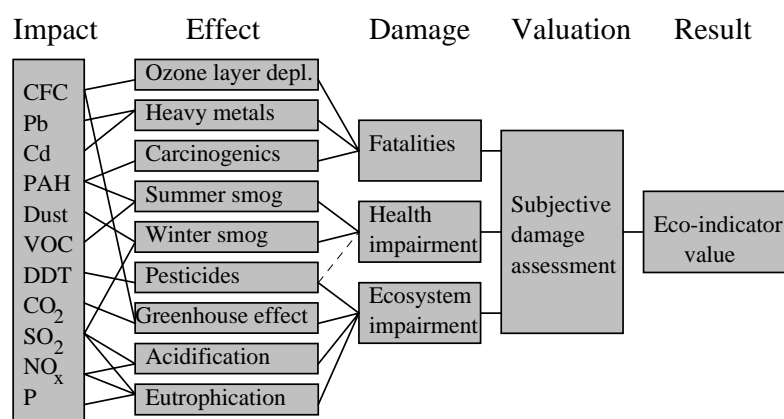 Impact
Effect
Damage
Valuation
Result
CFC
Pb
Cd
PAH
Dust
VOC
DDT
CO2
SO2
NOx
P
Ozone layer depl.
Heavy metals
Carcinogenics
Summer smog
Winter smog
Pesticides
Greenhouse effect
Acidification
Eutrophication
Fatalities
Health
impairment
Ecosystem
impairment
Subjective
damage
assessment
Eco-indicator
value